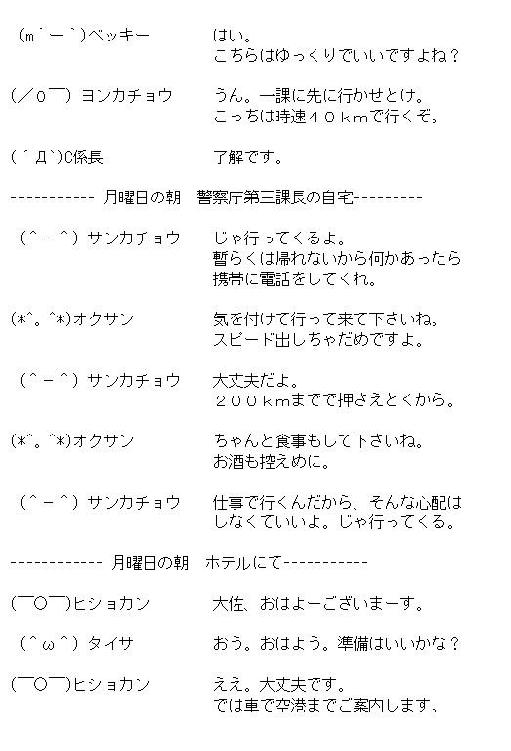 (m｀ー´)ベッキー　はい。
こちらはゆっくりでいいですよね？
(／０￣) ヨンカチョウ　うん。一課に先に行かせとけ。
こっちは時速４０ｋｍで行くぞ。
(´Д`)C係長　了解です。
----------- 月曜日の朝　警察庁第三課長の自宅---------
（＾－＾）サンカチョウ　じゃ行ってくるよ。
暫らくは帰れないから何かあったら
携帯に電話をしてくれ。
(*^。^*)オクサン　気を付けて行って来て下さいね。
スピード出しちゃだめですよ。
（＾－＾）サンカチョウ　大丈夫だよ。
２００ｋｍまでで押さえとくから。
(*^。^*)オクサン　ちゃんと食事もして下さいね。
お酒も控えめに。
（＾－＾）サンカチョウ　仕事で行くんだから、そんな心配は
しなくていいよ。じゃ行ってくる。
------------ 月曜日の朝　ホテルにて-----------
(￣○￣)ヒショカン　大佐、おはよーございまーす。
（＾ω＾）タイサ　おう。おはよう。準備はいいかな？
(￣○￣)ヒショカン　ええ。大丈夫です。
では車で空港までご案内します、